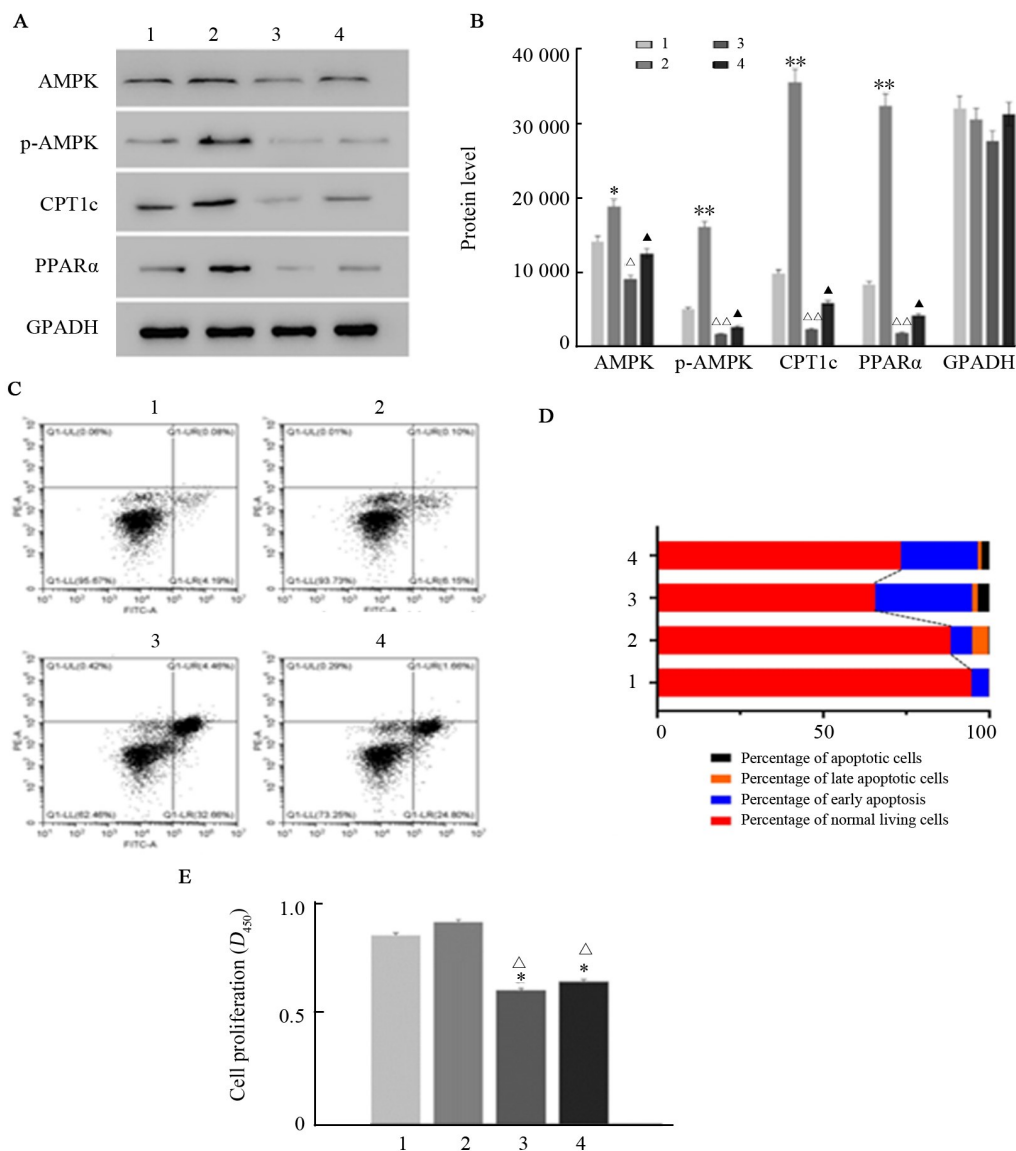 A
1 2 3 4
AMPK
p-AMPK
CPT1c
PPARα
GPADH
B
1 3
2 4
Protein level
40 000
30 000
20 000
10 000
0
* ** ** **
△ △△ △△ △△
▲ ▲ ▲ ▲
AMPK p-AMPK CPT1c PPARα GPADH
C
1
Q1-UL(0.06%) Q1-UR(0.08%)
Q1-LL(95.67%) Q1-LR(4.19%)
PE-A
FITC-A
2
Q1-UL(0.01%) Q1-UR(0.10%)
Q1-LL(93.73%) Q1-LR(6.15%)
PE-A
3
Q1-UL(0.42%) Q1-UR(4.46%)
Q1-LL(62.46%) Q1-LR(32.66%)
PE-A
FITC-A
4
Q1-UL(0.29%) Q1-UR(1.66%)
Q1-LL(73.25%) Q1-LR(24.80%)
PE-A
FITC-A
D
4
3
2
1
0 50 100
Percentage of apoptotic cells
Percentage of late apoptotic cells
Percentage of early apoptosis
Percentage of normal living cells
E
Cell proliferation (D450)
1.0
0.5
0
△ △
* *
1 2 3 4